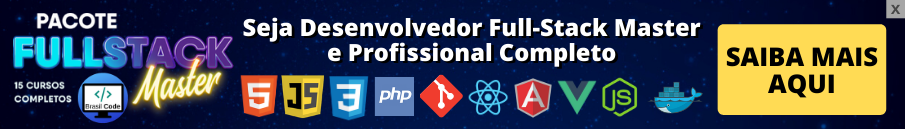 PACOTE
FULLSTACK
Master
15 CURSOS
COMPLETOS
</>
Brasil Code
Seja Desenvolvedor Full-Stack Master
e Profissional Completo
5
JS
3
php
A
JS
SAIBA MAIS
AQUI
X